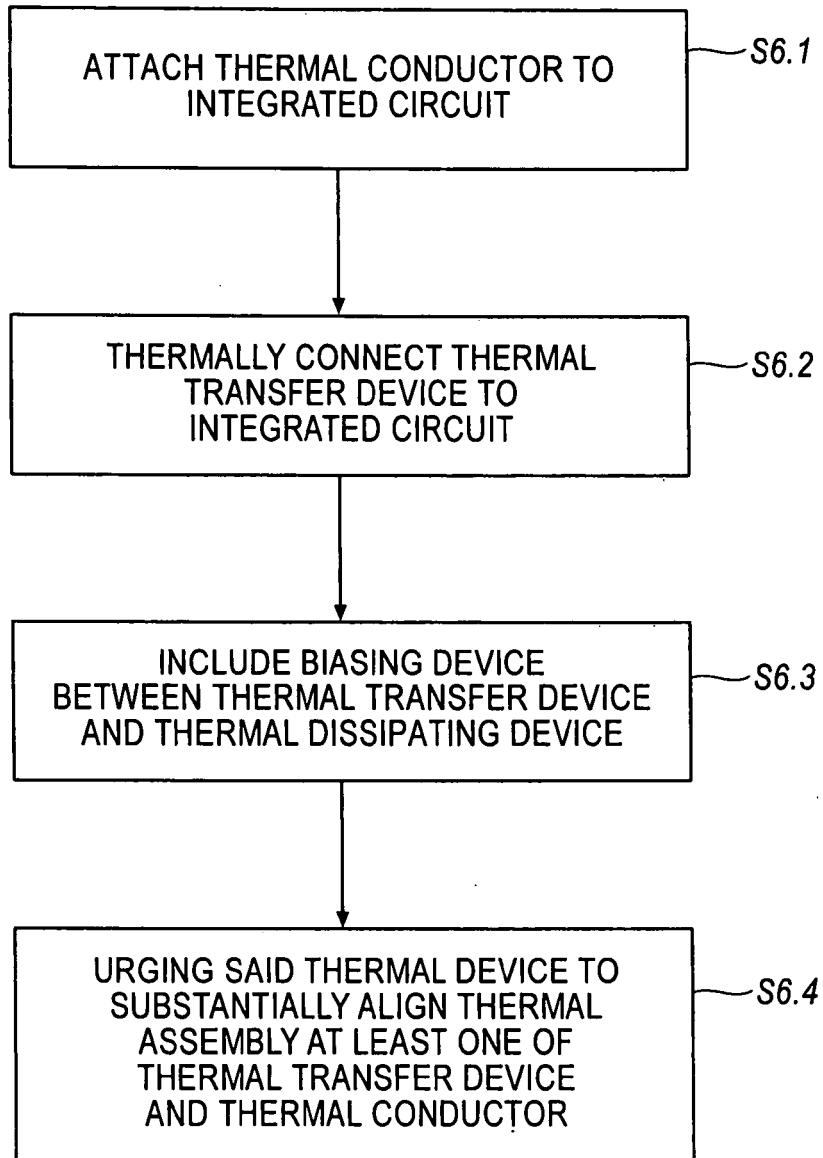 ATTACH THERMAL CONDUCTOR TO
INTEGRATED CIRCUIT
S6.1
THERMALLY CONNECT THERMAL
TRANSFER DEVICE TO
INTEGRATED CIRCUIT
S6.2
INCLUDE BIASING DEVICE
BETWEEN THERMAL TRANSFER DEVICE
AND THERMAL DISSIPATING DEVICE
S6.3
URGING SAID THERMAL DEVICE TO
SUBSTANTIALLY ALIGN THERMAL
ASSEMBLY AT LEAST ONE OF
THERMAL TRANSFER DEVICE
AND THERMAL CONDUCTOR
S6.4